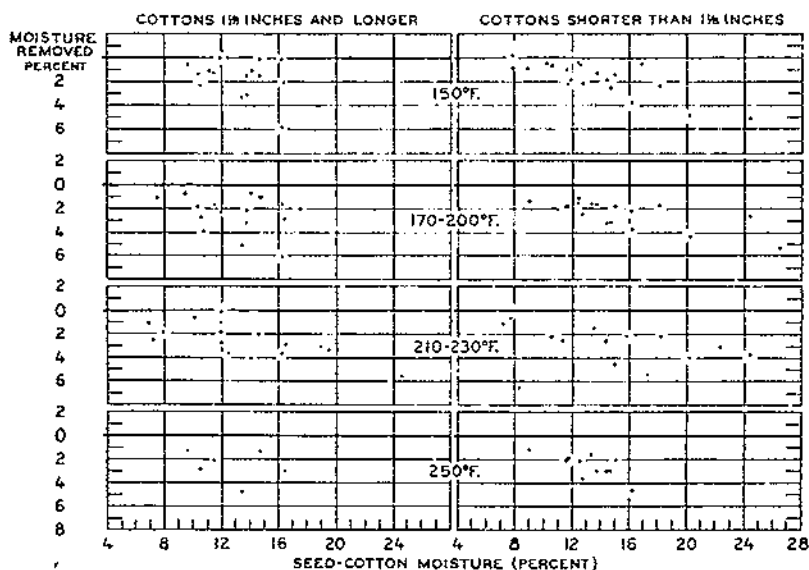 COTTONS 1⅛ INCHES AND LONGER
COTTONS SHORTER THAN 1⅛ INCHES
MOISTURE
REMOVED
PERCENT
2
4
6
150°F.
2
0
2
4
6
170-200°F.
2
0
2
4
6
210-230°F.
2
0
2
4
6
8
250°F.
4 8 12 16 20 24 4 8 12 16 20 24 28
SEED-COTTON MOISTURE (PERCENT)